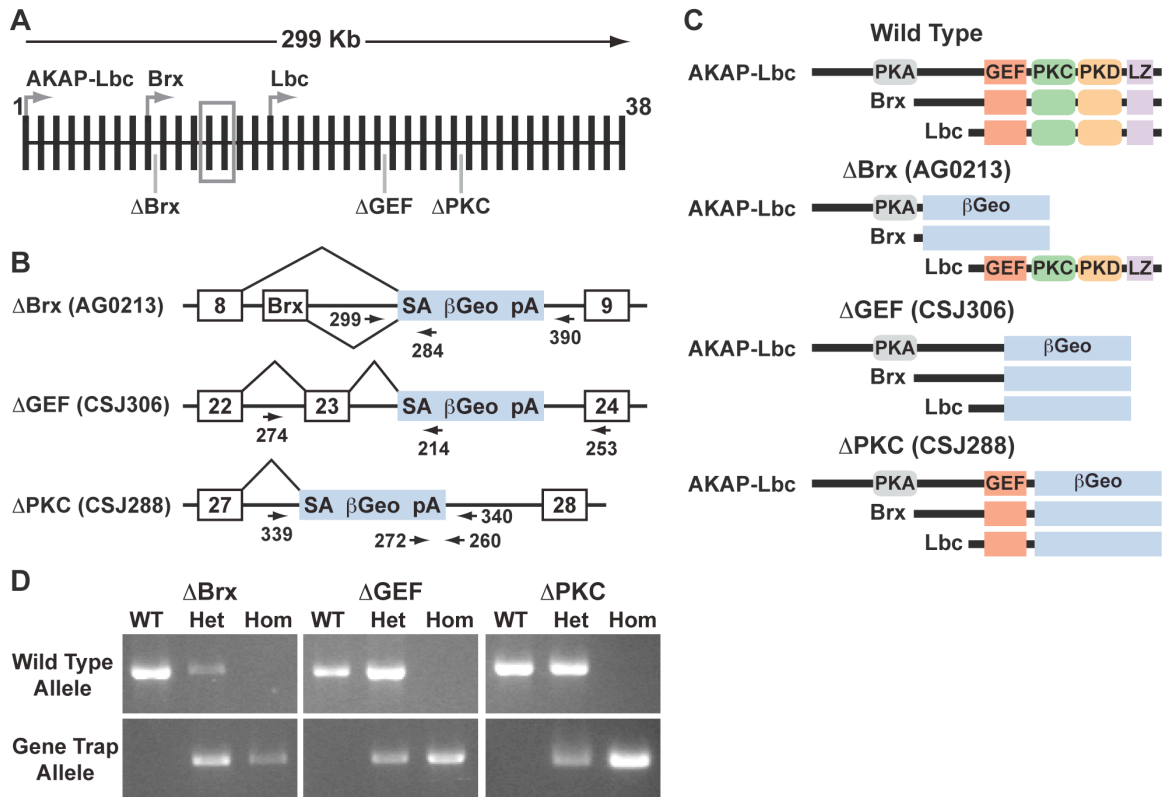 A
299 Kb
AKAP-Lbc Brx Lbc
1 38
ΔBrx ΔGEF ΔPKC
B
ΔBrx (AG0213) 8 Brx SA βGeo pA 9
299 284 390
ΔGEF (CSJ306) 22 23 SA βGeo pA 24
274 214 253
ΔPKC (CSJ288) 27 SA βGeo pA 28
339 340
272 260
C
Wild Type
AKAP-Lbc PKA GEF PKC PKD LZ
Brx
Lbc
ΔBrx (AG0213)
AKAP-Lbc PKA βGeo
Brx
Lbc GEF PKC PKD LZ
ΔGEF (CSJ306)
AKAP-Lbc PKA βGeo
Brx
Lbc
ΔPKC (CSJ288)
AKAP-Lbc PKA GEF βGeo
Brx
Lbc
D
ΔBrx ΔGEF ΔPKC
WT Het Hom WT Het Hom WT Het Hom
Wild Type
Allele
Gene Trap
Allele